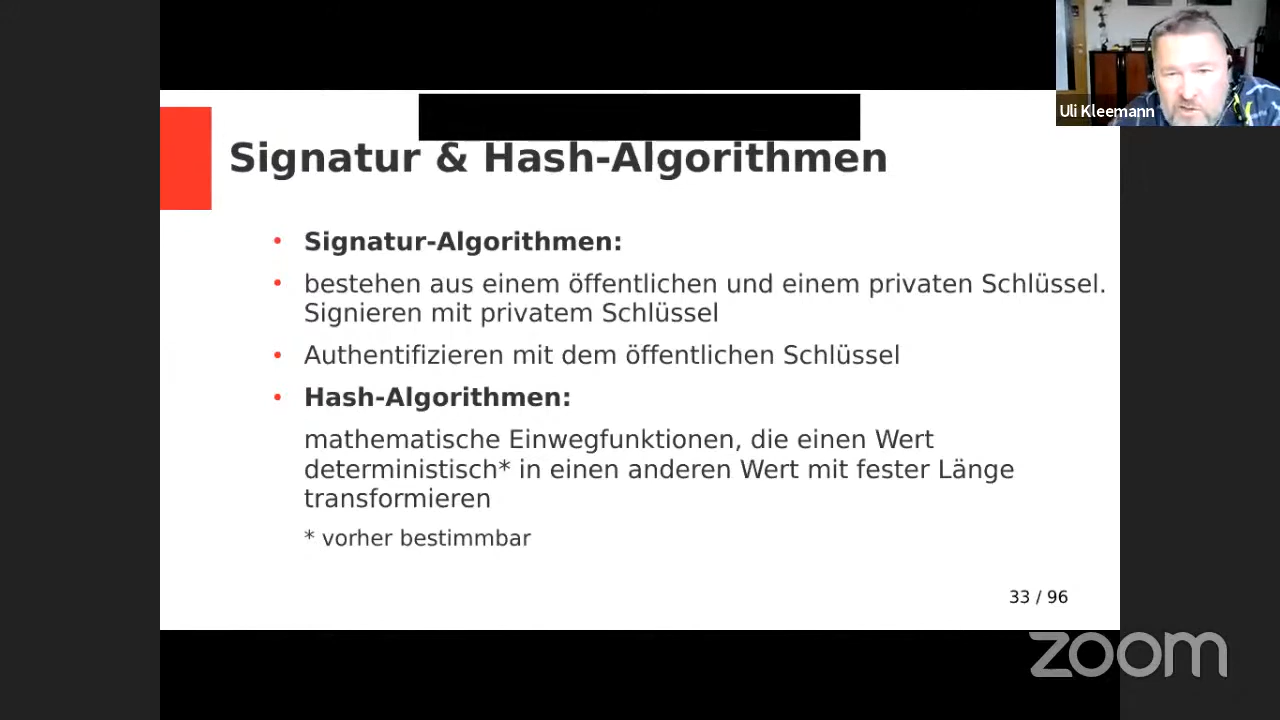 Uli Kleemann
Signatur & Hash-Algorithmen
• Signatur-Algorithmen:
• bestehen aus einem öffentlichen und einem privaten Schlüssel.
Signieren mit privatem Schlüssel
• Authentifizieren mit dem öffentlichen Schlüssel
• Hash-Algorithmen:
mathematische Einwegfunktionen, die einen Wert
deterministisch* in einen anderen Wert mit fester Länge
transformieren
* vorher bestimmbar
33 / 96
zoom